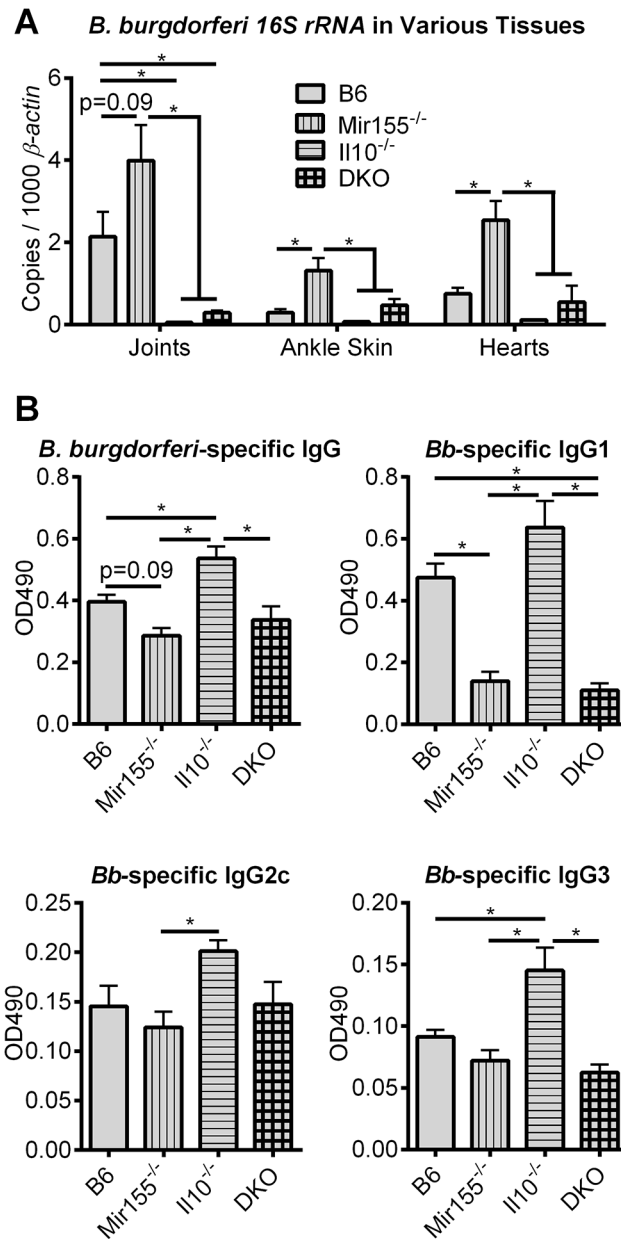 A
B. burgdorferi 16S rRNA in Various Tissues
Copies / 1000 β-actin
6
4
2
0
* 
*
p=0.09 *
* *
* *
B6
Mir155-/-
Il10-/-
DKO
Joints Ankle Skin Hearts
B
B. burgdorferi-specific IgG
OD490
0.8
0.6
0.4
0.2
0.0
*
* *
p=0.09
B6 Mir155-/- Il10-/- DKO
Bb-specific IgG1
OD490
0.8
0.6
0.4
0.2
0.0
*
* *
*
B6 Mir155-/- Il10-/- DKO
Bb-specific IgG2c
OD490
0.25
0.20
0.15
0.10
0.05
0.00
*
B6 Mir155-/- Il10-/- DKO
Bb-specific IgG3
OD490
0.20
0.15
0.10
0.05
0.00
*
* *
B6 Mir155-/- Il10-/- DKO